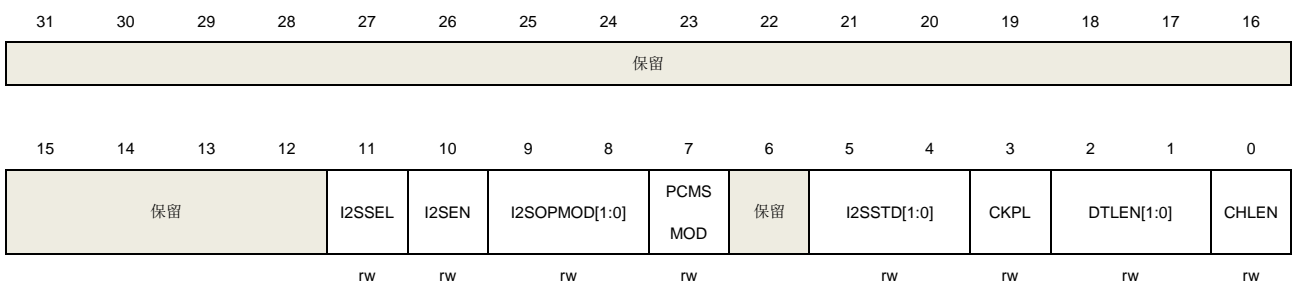 31 30 29 28 27 26 25 24 23 22 21 20 19 18 17 16
保留
15 14 13 12 11 10 9 8 7 6 5 4 3 2 1 0
保留 I2SSEL I2SEN I2SOPMOD[1:0] PCMS MOD 保留 I2SSTD[1:0] CKPL DTLEN[1:0] CHLEN
rw rw rw rw rw rw rw rw